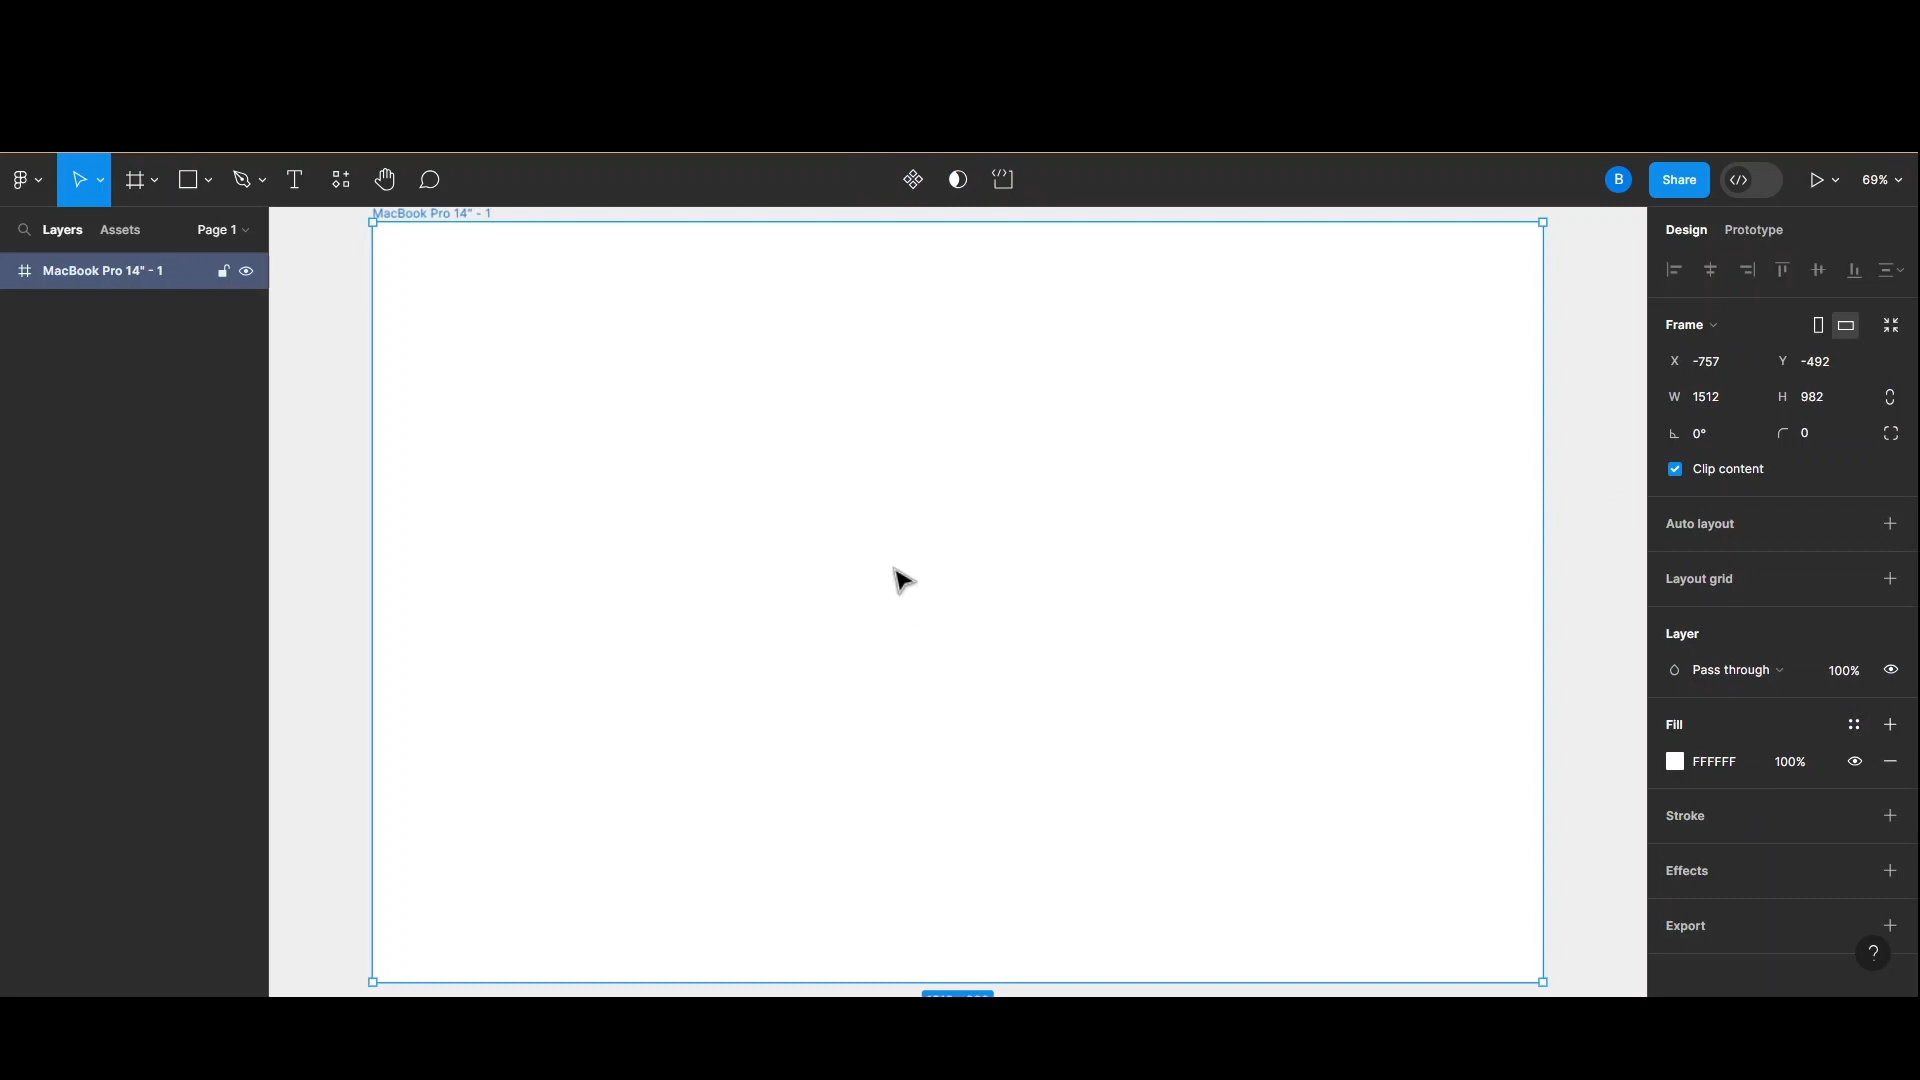 B
Share
69%
Layers
Assets
Page 1
MacBook Pro 14" - 1
MacBook Pro 14" - 1
Design
Prototype
Frame
X -757
Y -492
W 1512
H 982
0°
0
Clip content
Auto layout
Layout grid
Layer
Pass through
100%
Fill
FFFFFF
100%
Stroke
Effects
Export
?